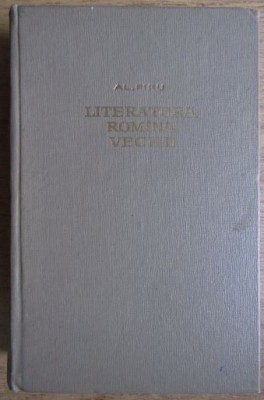 AL. PIRU
LITERATURA
ROMÎNĂ
VECHE